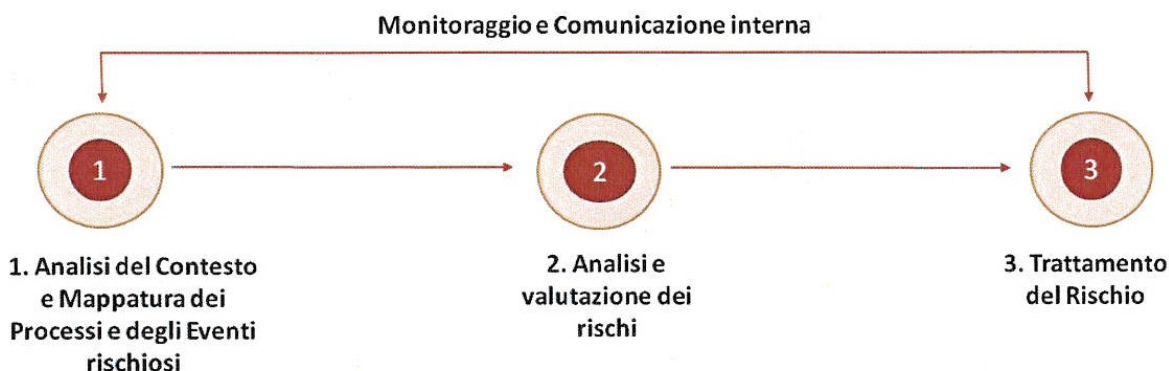 Monitoraggio e Comunicazione interna
1
2
3
1. Analisi del Contesto
e Mappatura dei
Processi e degli Eventi
rischiosi
2. Analisi e
valutazione dei
rischi
3. Trattamento
del Rischio